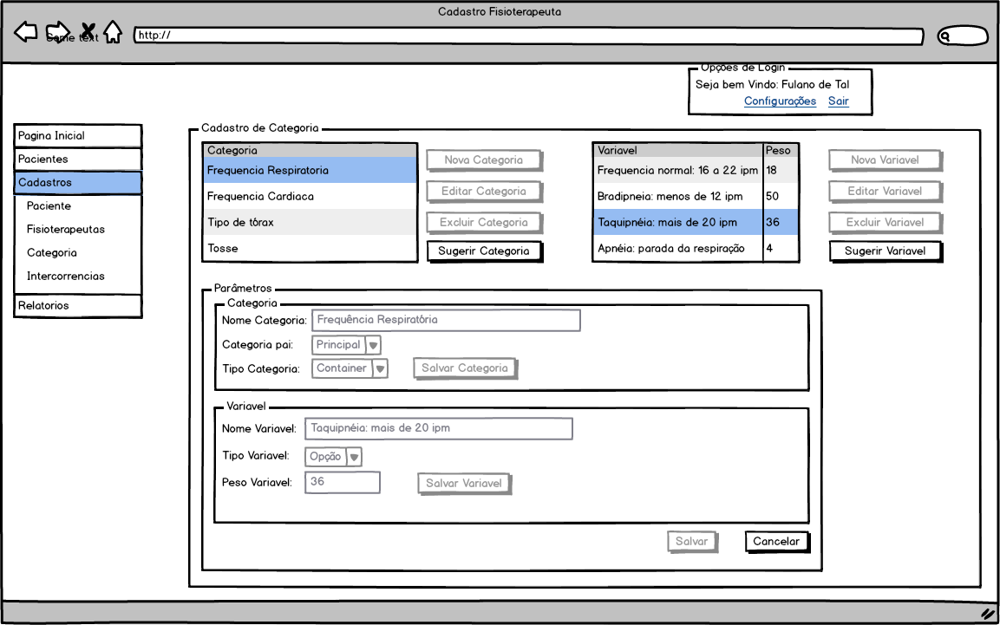 Cadastro Fisioterapeuta
Some text
http://
Opções de Login
Seja bem Vindo: Fulano de Tal
Configurações Sair
Pagina Inicial
Pacientes
Cadastros
Paciente
Fisioterapeutas
Categoria
Intercorrencias
Relatorios
Cadastro de Categoria
Categoria
Frequencia Respiratoria
Frequencia Cardiaca
Tipo de tórax
Tosse
Nova Categoria
Editar Categoria
Excluir Categoria
Sugerir Categoria
Variavel Peso
Frequencia normal: 16 a 22 ipm 18
Bradipneia: menos de 12 ipm 50
Taquipnéia: mais de 20 ipm 36
Apnéia: parada da respiração 4
Nova Variavel
Editar Variavel
Excluir Variavel
Sugerir Variavel
Parâmetros
Categoria
Nome Categoria: Frequência Respiratória
Categoria pai: Principal
Tipo Categoria: Container Salvar Categoria
Variavel
Nome Variavel: Taquipnéia: mais de 20 ipm
Tipo Variavel: Opção
Peso Variavel: 36 Salvar Variavel
Salvar Cancelar